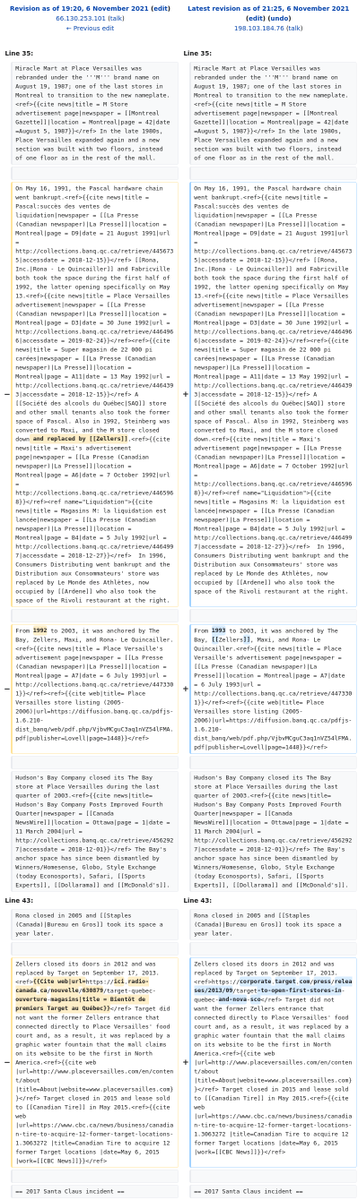 Revision as of 19:20, 6 November 2021 (edit)
66.130.253.101 (talk)
← Previous edit
Latest revision as of 21:25, 6 November 2021
(edit) (undo)
198.103.184.76 (talk)
Line 35:
Line 35:
Miracle Mart at Place Versailles was
rebranded under the '''M''' brand name on
August 19, 1987; one of the last stores in
Montreal to transition to the new nameplate.
<ref>{{cite news|title = M Store
advertisement page|newspaper = [[Montreal
Gazette]]|location = Montreal|page = 42|date
=August 5, 1987}}</ref> In the late 1980s,
Place Versailles expanded again and a new
section was built with two floors, instead
of one floor as in the rest of the mall.
Miracle Mart at Place Versailles was
rebranded under the '''M''' brand name on
August 19, 1987; one of the last stores in
Montreal to transition to the new nameplate.
<ref>{{cite news|title = M Store
advertisement page|newspaper = [[Montreal
Gazette]]|location = Montreal|page = 42|date
=August 5, 1987}}</ref> In the late 1980s,
Place Versailles expanded again and a new
section was built with two floors, instead
of one floor as in the rest of the mall.
−
On May 16, 1991, the Pascal hardware chain
went bankrupt.<ref>{{cite news|title =
Pascal:succès des ventes de
liquidation|newspaper = [[La Presse
(Canadian newspaper)|La Presse]]|location =
Montreal|page = D9|date = 21 August 1991|url
=
http://collections.banq.qc.ca/retrieve/445673
5|accessdate = 2018-12-15}}</ref> [[Rona,
Inc.|Rona - Le Quincailler]] and Fabricville
both took the space during the first half of
1992, the latter opening specifically on May
13.<ref>{{cite news|title = Place Versailles
advertisement|newspaper = [[La Presse
(Canadian newspaper)|La Presse]]|location =
Montreal|page = D3|date = 30 June 1992|url =
http://collections.banq.qc.ca/retrieve/446496
6|accessdate = 2019-02-24}}</ref><ref>{{cite
news|title = Super magasin de 22 000 pi
carées|newspaper = [[La Presse (Canadian
newspaper)|La Presse]]|location =
Montreal|page = A11|date = 13 May 1992|url =
http://collections.banq.qc.ca/retrieve/446439
3|accessdate = 2018-12-15}}</ref> A
[[Société des alcools du Québec|SAQ]] store
and other small tenants also took the former
space of Pascal. Also in 1992, Steinberg was
converted to Maxi, and the M store closed
down and replaced by [[Zellers]].<ref>{{cite
news|title = Maxi's advertisement
page|newspaper = [[La Presse (Canadian
newspaper)|La Presse]]|location =
Montreal|page = A6|date = 7 October 1992|url
=
http://collections.banq.qc.ca/retrieve/446596
8}}</ref><ref name="Liquidation">{{cite
news|title = Magasins M: la liquidation est
lancée|newspaper = [[La Presse (Canadian
newspaper)|La Presse]]|location =
Montreal|page = B4|date = 5 July 1992|url =
http://collections.banq.qc.ca/retrieve/446499
7|accessdate = 2018-12-27}}</ref>  In 1996,
Consumers Distributing went bankrupt and the
Distribution aux Consommateurs' store was
replaced by Le Monde des Athlètes, now
occupied by [[Ardene]] who also took the
space of the Rivoli restaurant at the right.
+
On May 16, 1991, the Pascal hardware chain
went bankrupt.<ref>{{cite news|title =
Pascal:succès des ventes de
liquidation|newspaper = [[La Presse
(Canadian newspaper)|La Presse]]|location =
Montreal|page = D9|date = 21 August 1991|url
=
http://collections.banq.qc.ca/retrieve/445673
5|accessdate = 2018-12-15}}</ref> [[Rona,
Inc.|Rona - Le Quincailler]] and Fabricville
both took the space during the first half of
1992, the latter opening specifically on May
13.<ref>{{cite news|title = Place Versailles
advertisement|newspaper = [[La Presse
(Canadian newspaper)|La Presse]]|location =
Montreal|page = D3|date = 30 June 1992|url =
http://collections.banq.qc.ca/retrieve/446496
6|accessdate = 2019-02-24}}</ref><ref>{{cite
news|title = Super magasin de 22 000 pi
carées|newspaper = [[La Presse (Canadian
newspaper)|La Presse]]|location =
Montreal|page = A11|date = 13 May 1992|url =
http://collections.banq.qc.ca/retrieve/446439
3|accessdate = 2018-12-15}}</ref> A
[[Société des alcools du Québec|SAQ]] store
and other small tenants also took the former
space of Pascal. Also in 1992, Steinberg was
converted to Maxi, and the M store closed
down.<ref>{{cite news|title = Maxi's
advertisement page|newspaper = [[La Presse
(Canadian newspaper)|La Presse]]|location =
Montreal|page = A6|date = 7 October 1992|url
=
http://collections.banq.qc.ca/retrieve/446596
8}}</ref><ref name="Liquidation">{{cite
news|title = Magasins M: la liquidation est
lancée|newspaper = [[La Presse (Canadian
newspaper)|La Presse]]|location =
Montreal|page = B4|date = 5 July 1992|url =
http://collections.banq.qc.ca/retrieve/446499
7|accessdate = 2018-12-27}}</ref>  In 1996,
Consumers Distributing went bankrupt and the
Distribution aux Consommateurs' store was
replaced by Le Monde des Athlètes, now
occupied by [[Ardene]] who also took the
space of the Rivoli restaurant at the right.
−
From 1992 to 2003, it was anchored by The
Bay, Zellers, Maxi, and Rona- Le Quincailler.
<ref>{{cite news|title = Place Versaille's
advertisement page|newspaper = [[La Presse
(Canadian newspaper)|La Presse]]|location =
Montreal|page = A7|date = 6 July 1993|url =
http://collections.banq.qc.ca/retrieve/447330
1}}</ref><ref>{{cite web|title= Place
Versailles store listing (2005-
2006)|url=https://diffusion.banq.qc.ca/pdfjs-
1.6.210-
dist_banq/web/pdf.php/VjbvMCguC3aq1nVZ54lFMA.
pdf|publisher=Lovell|page=1448}}</ref>
+
From 1993 to 2003, it was anchored by The
Bay, [[Zellers]], Maxi, and Rona- Le
Quincailler.<ref>{{cite news|title = Place
Versaille's advertisement page|newspaper =
[[La Presse (Canadian newspaper)|La
Presse]]|location = Montreal|page = A7|date
= 6 July 1993|url =
http://collections.banq.qc.ca/retrieve/447330
1}}</ref><ref>{{cite web|title= Place
Versailles store listing (2005-
2006)|url=https://diffusion.banq.qc.ca/pdfjs-
1.6.210-
dist_banq/web/pdf.php/VjbvMCguC3aq1nVZ54lFMA.
pdf|publisher=Lovell|page=1448}}</ref>
Hudson's Bay Company closed its The Bay
store at Place Versailles during the last
quarter of 2003.<ref>{{cite news|title=
Hudson's Bay Company Posts Improved Fourth
Quarter|newspaper = [[Canada
NewsWire]]|location = Ottawa|page = 1|date =
11 March 2004|url =
http://collections.banq.qc.ca/retrieve/456292
7|accessdate = 2018-12-01}}</ref> The Bay's
anchor space has since been dismantled by
Winners/Homesense, Globo, Style Exchange
(today Econosports), Safari, [[Sports
Experts]], [[Dollarama]] and [[McDonald's]].
Hudson's Bay Company closed its The Bay
store at Place Versailles during the last
quarter of 2003.<ref>{{cite news|title=
Hudson's Bay Company Posts Improved Fourth
Quarter|newspaper = [[Canada
NewsWire]]|location = Ottawa|page = 1|date =
11 March 2004|url =
http://collections.banq.qc.ca/retrieve/456292
7|accessdate = 2018-12-01}}</ref> The Bay's
anchor space has since been dismantled by
Winners/Homesense, Globo, Style Exchange
(today Econosports), Safari, [[Sports
Experts]], [[Dollarama]] and [[McDonald's]].
Line 43:
Line 43:
Rona closed in 2005 and [[Staples
(Canada)|Bureau en Gros]] took its space a
year later.
Rona closed in 2005 and [[Staples
(Canada)|Bureau en Gros]] took its space a
year later.
−
Zellers closed its doors in 2012 and was
replaced by Target on September 17, 2013.
<ref>{{Cite web|url=https://ici.radio-
canada.ca/nouvelle/630879/target-quebec-
ouverture-magasins|title = Bientôt de
premiers Target au Québec}}</ref> Target did
not want the former Zellers entrance that
connected directly to Place Versailles' food
court and, as a result, it was replaced by a
graphic water fountain that the mall claims
on its website to be the first in North
America.<ref>{{cite web
|url=http://www.placeversailles.com/en/conten
t/about
|title=About|website=www.placeversailles.com}
}</ref> Target closed in 2015 and lease sold
to [[Canadian Tire]] in May 2015.<ref>{{cite
web
|url=https://www.cbc.ca/news/business/canadia
n-tire-to-acquire-12-former-target-locations-
1.3063272 |title=Canadian Tire to acquire 12
former Target locations |date=May 6, 2015
|work=[[CBC News]]}}</ref>
+
Zellers closed its doors in 2012 and was
replaced by Target on September 17, 2013.
<ref>https://corporate.target.com/press/relea
ses/2013/09/target-to-open-first-stores-in-
quebec-and-nova-sco</ref> Target did not
want the former Zellers entrance that
connected directly to Place Versailles' food
court and, as a result, it was replaced by a
graphic water fountain that the mall claims
on its website to be the first in North
America.<ref>{{cite web
|url=http://www.placeversailles.com/en/conten
t/about
|title=About|website=www.placeversailles.com}
}</ref> Target closed in 2015 and lease sold
to [[Canadian Tire]] in May 2015.<ref>{{cite
web
|url=https://www.cbc.ca/news/business/canadia
n-tire-to-acquire-12-former-target-locations-
1.3063272 |title=Canadian Tire to acquire 12
former Target locations |date=May 6, 2015
|work=[[CBC News]]}}</ref>
== 2017 Santa Claus incident ==
== 2017 Santa Claus incident ==